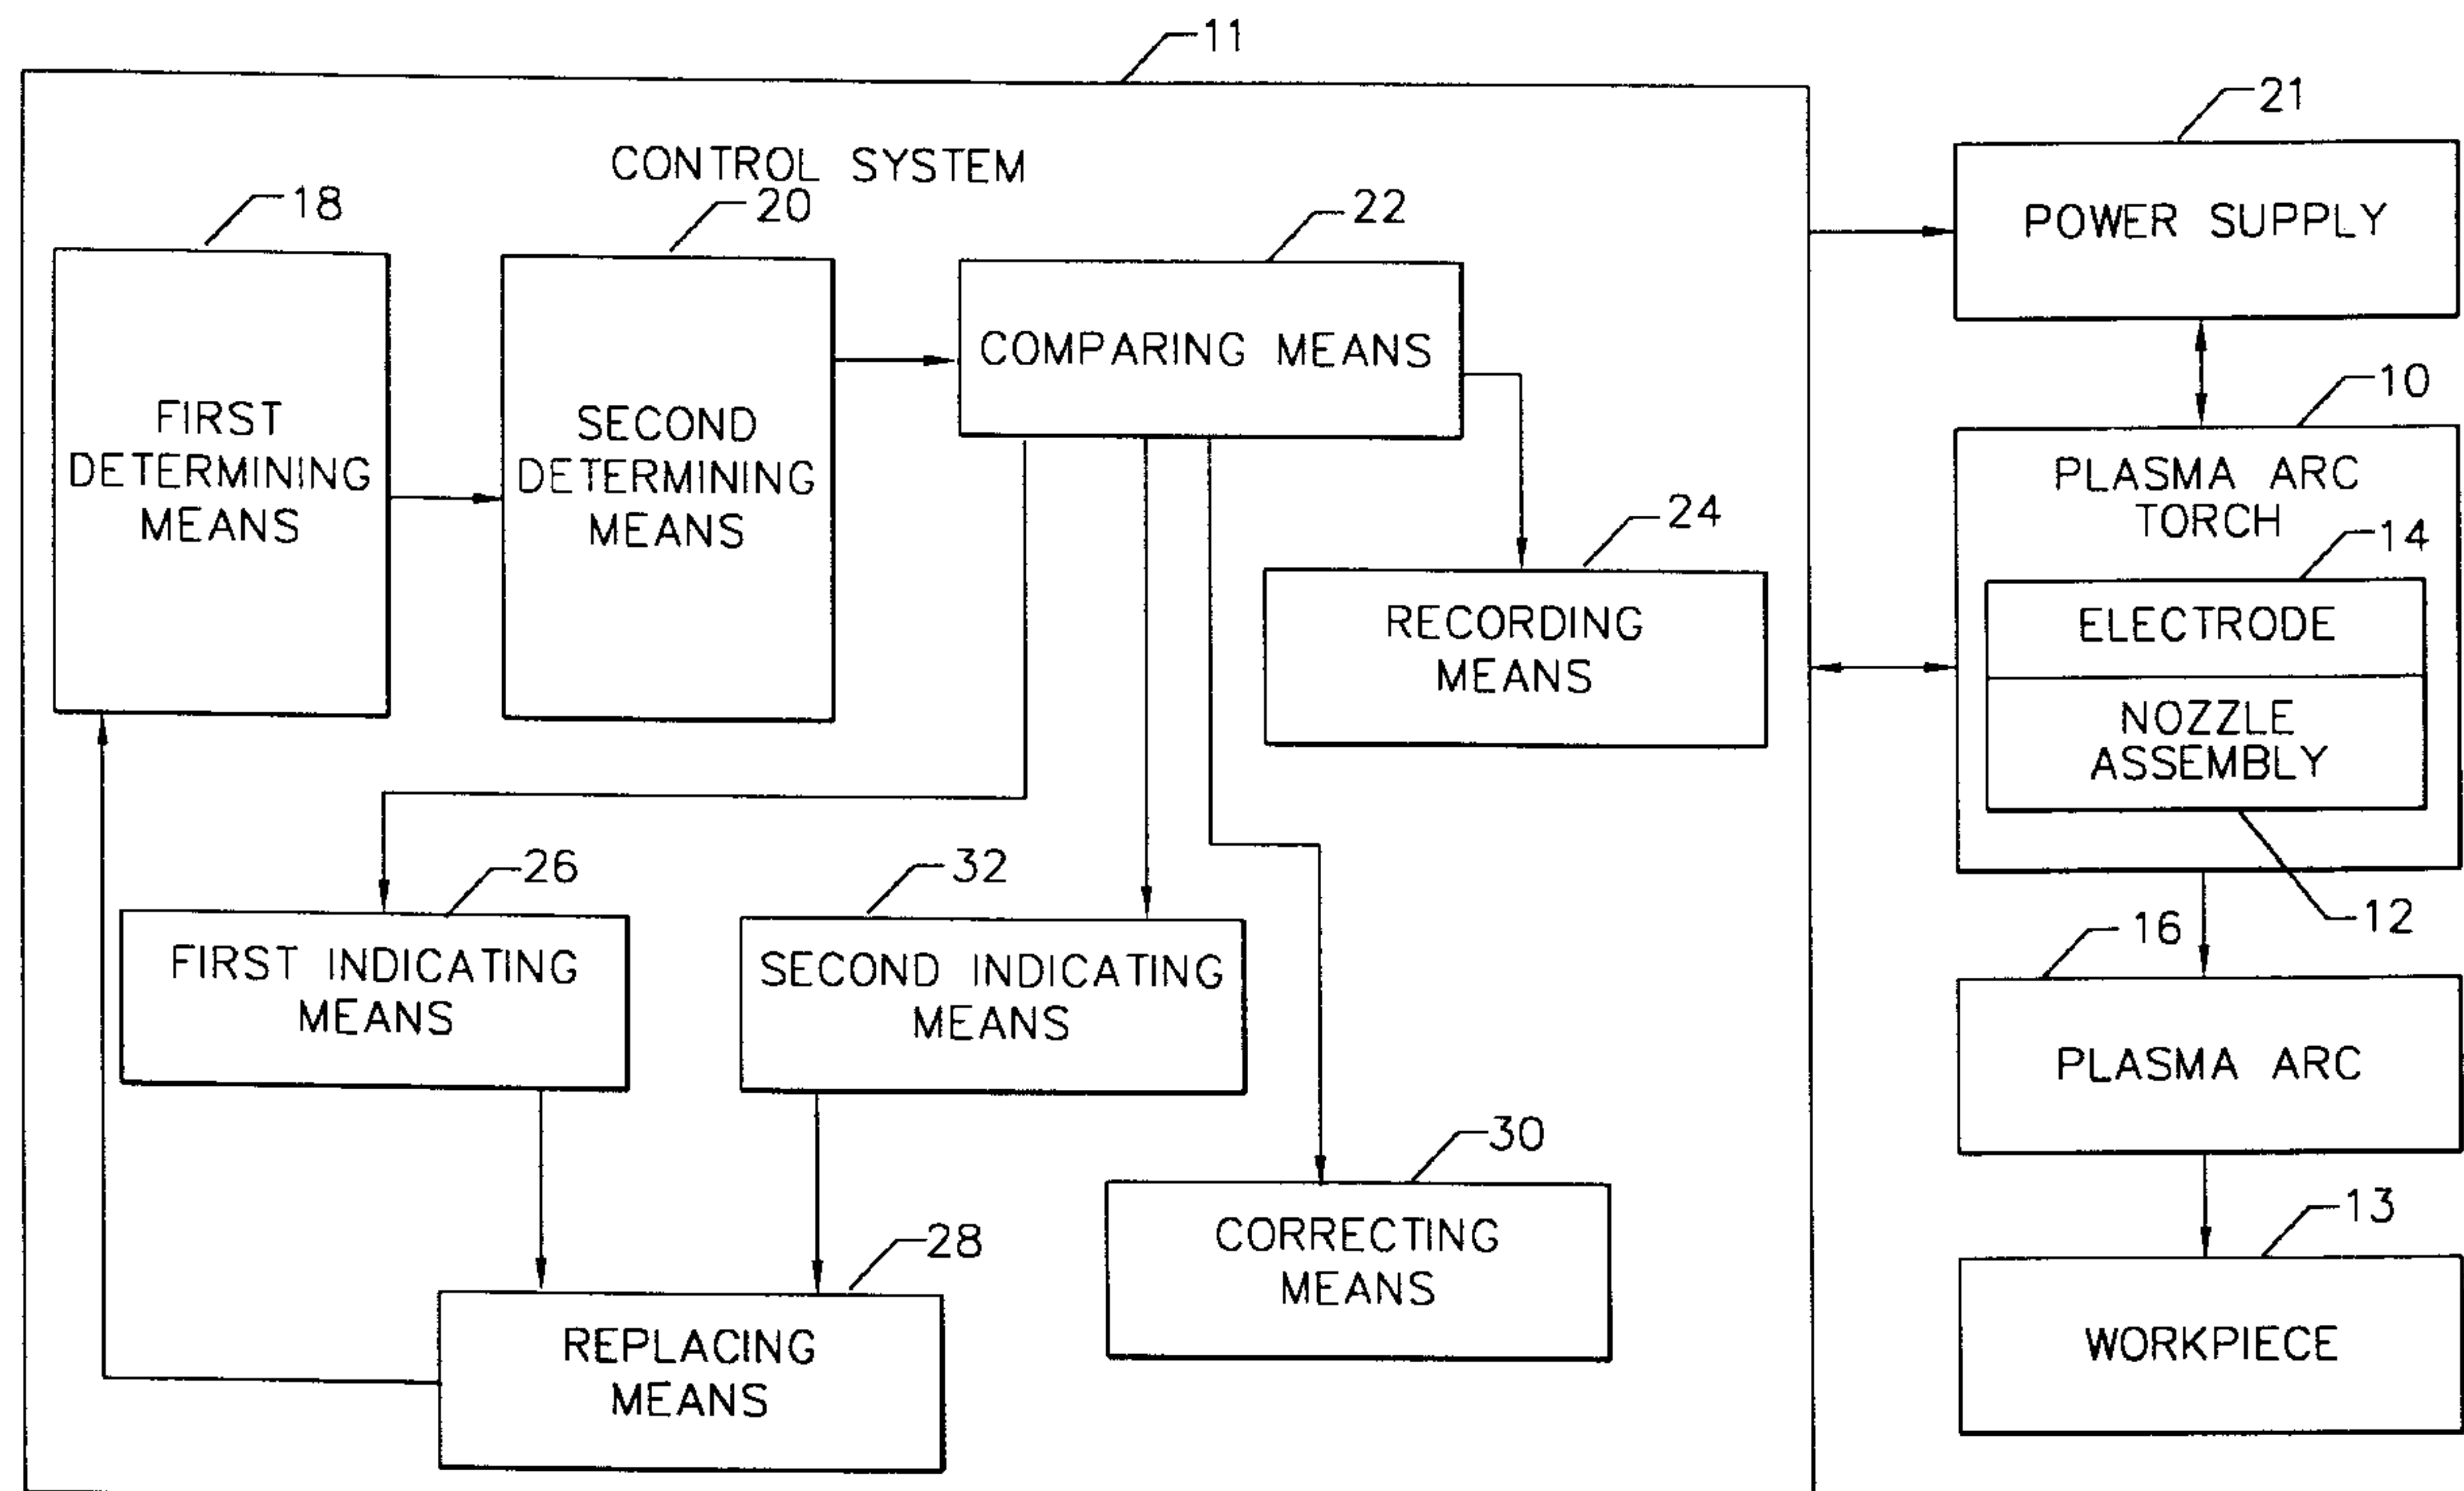 11
CONTROL SYSTEM
18
FIRST
DETERMINING
MEANS
20
SECOND
DETERMINING
MEANS
22
COMPARING MEANS
24
RECORDING
MEANS
26
FIRST INDICATING
MEANS
32
SECOND INDICATING
MEANS
28
REPLACING
MEANS
30
CORRECTING
MEANS
21
POWER SUPPLY
10
PLASMA ARC
TORCH
14
ELECTRODE
NOZZLE
ASSEMBLY
12
16
PLASMA ARC
13
WORKPIECE